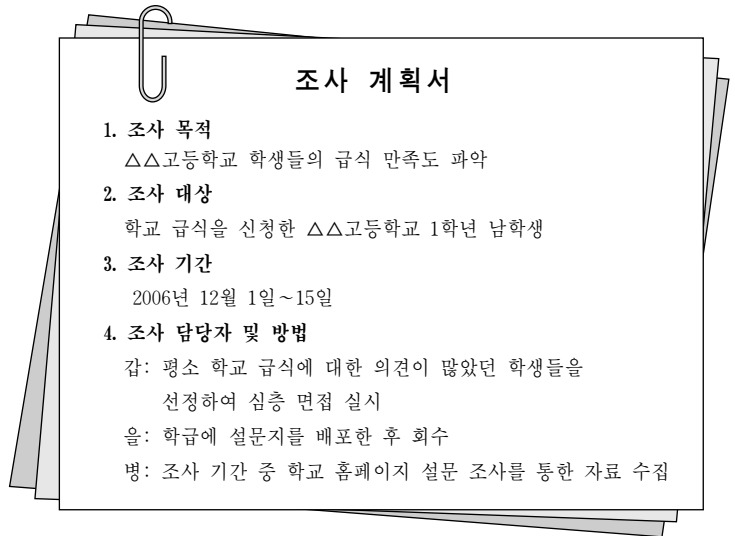 조사 계획서
1. 조사 목적
△△고등학교 학생들의 급식 만족도 파악
2. 조사 대상
학교 급식을 신청한 △△고등학교 1학년 남학생
3. 조사 기간
2006년 12월 1일~15일
4. 조사 담당자 및 방법
갑: 평소 학교 급식에 대한 의견이 많았던 학생들을
선정하여 심층 면접 실시
을: 학급에 설문지를 배포한 후 회수
병: 조사 기간 중 학교 홈페이지 설문 조사를 통한 자료 수집